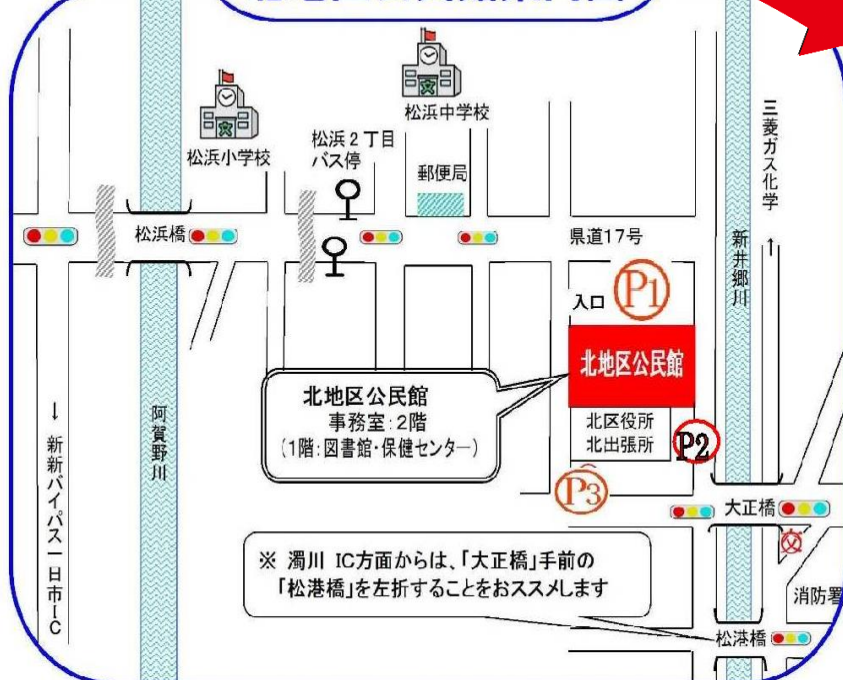 松浜中学校
松浜小学校
松浜2丁目
バス停
郵便局
三菱ガス化学 →
松浜橋
県道17号
新井郷川
入口
P1
北地区公民館
北地区公民館
事務室:2階
(1階:図書館・保健センター)
北区役所
北出張所
P2
P3
阿賀野川
← 新新バイパス一日市IC
大正橋
※ 濁川 IC方面からは、「大正橋」手前の
「松港橋」を左折することをおススメします
消防署
松港橋